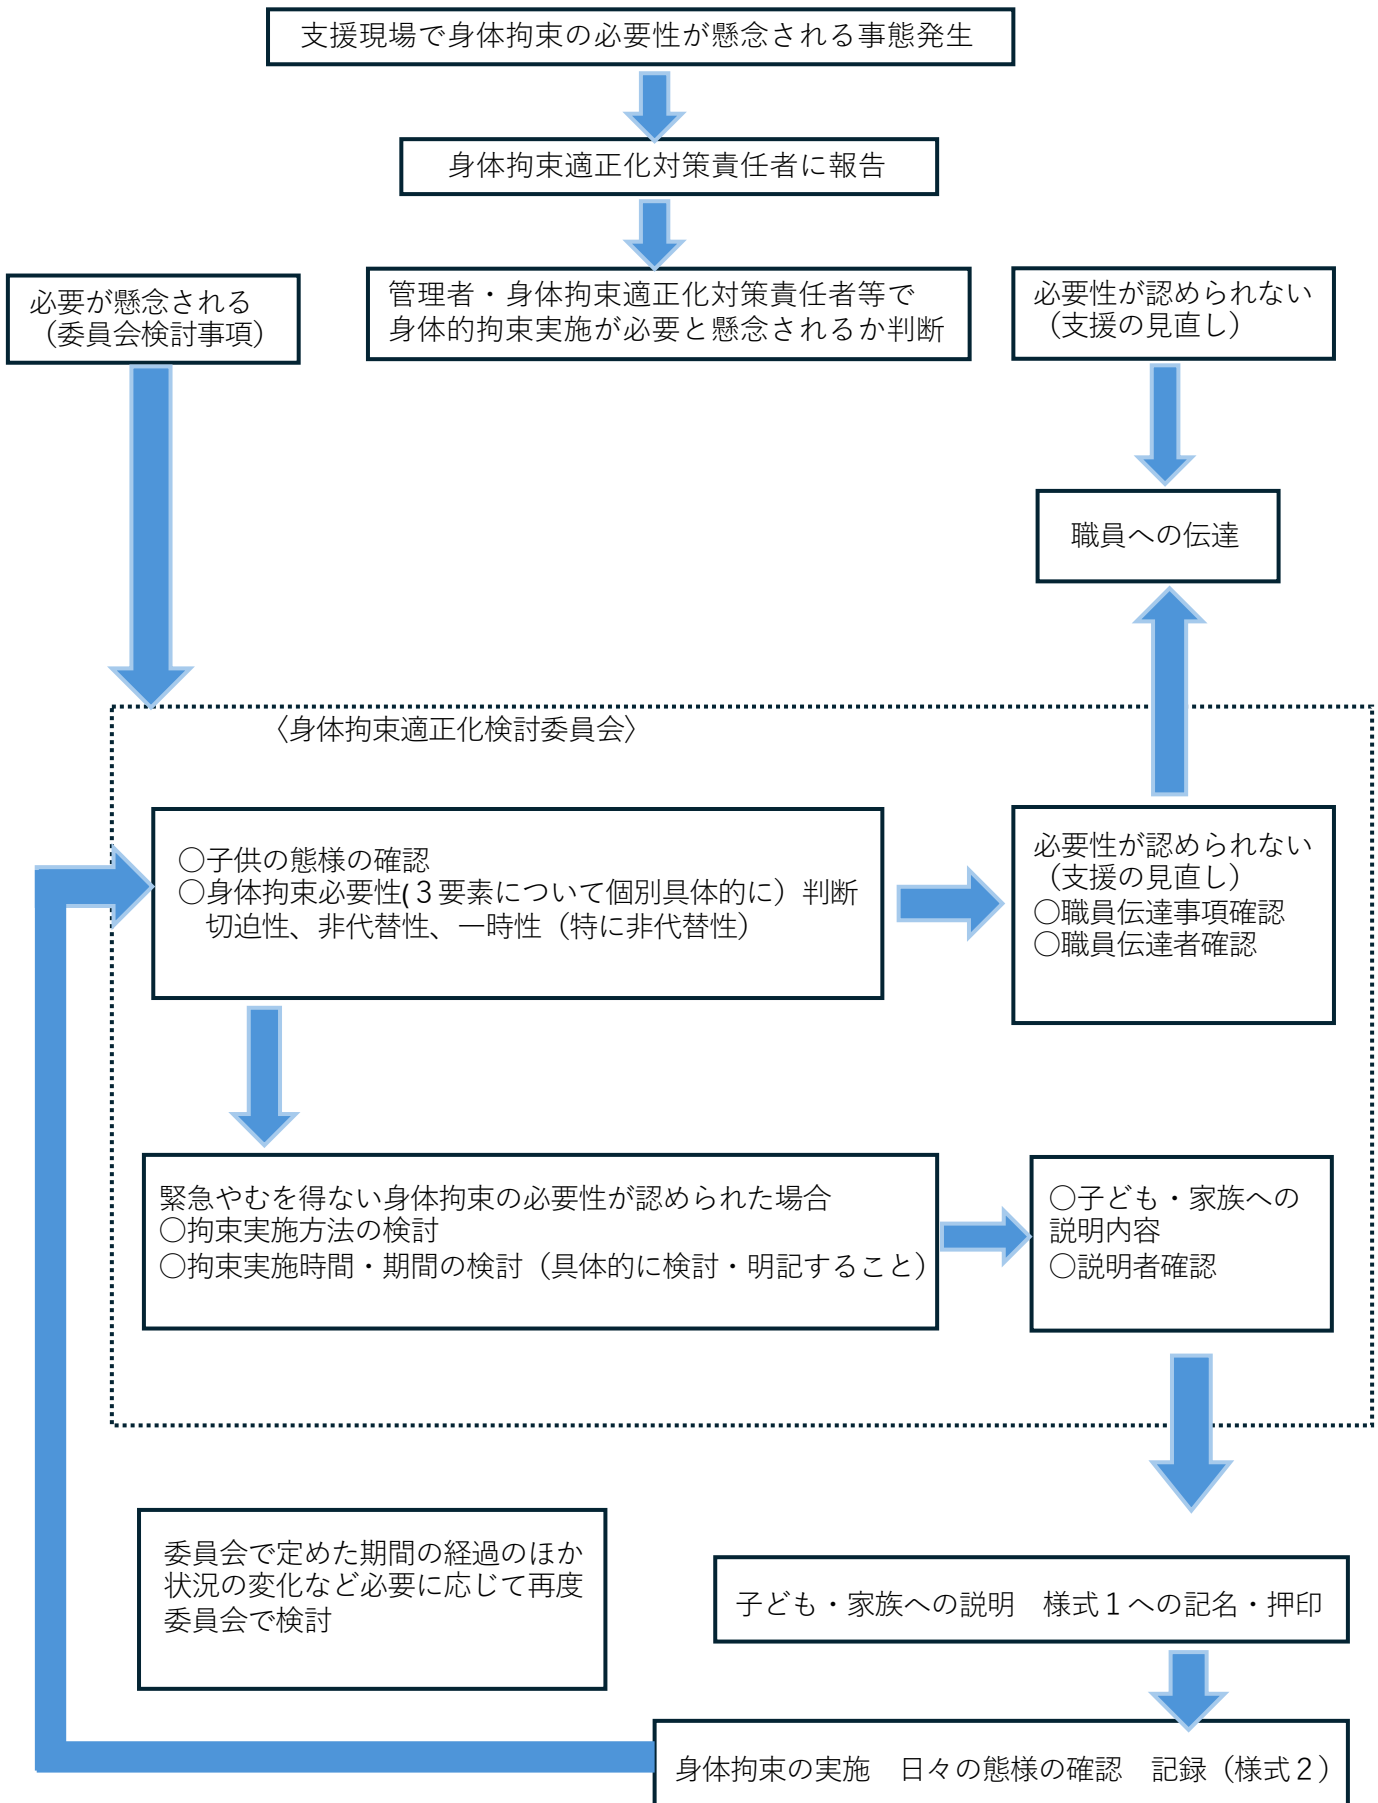 支援現場で身体拘束の必要性が懸念される事態発生
身体拘束適正化対策責任者に報告
必要が懸念される
（委員会検討事項）
管理者・身体拘束適正化対策責任者等で
身体的拘束実施が必要と懸念されるか判断
必要性が認められない
（支援の見直し）
職員への伝達
〈身体拘束適正化検討委員会〉
○子供の態様の確認
○身体拘束必要性(３要素について個別具体的に）判断
切迫性、非代替性、一時性（特に非代替性）
必要性が認められない
（支援の見直し）
○職員伝達事項確認
○職員伝達者確認
緊急やむを得ない身体拘束の必要性が認められた場合
○拘束実施方法の検討
○拘束実施時間・期間の検討（具体的に検討・明記すること）
○子ども・家族への
説明内容
○説明者確認
委員会で定めた期間の経過のほか
状況の変化など必要に応じて再度
委員会で検討
子ども・家族への説明　様式１への記名・押印
身体拘束の実施　日々の態様の確認　記録（様式２）